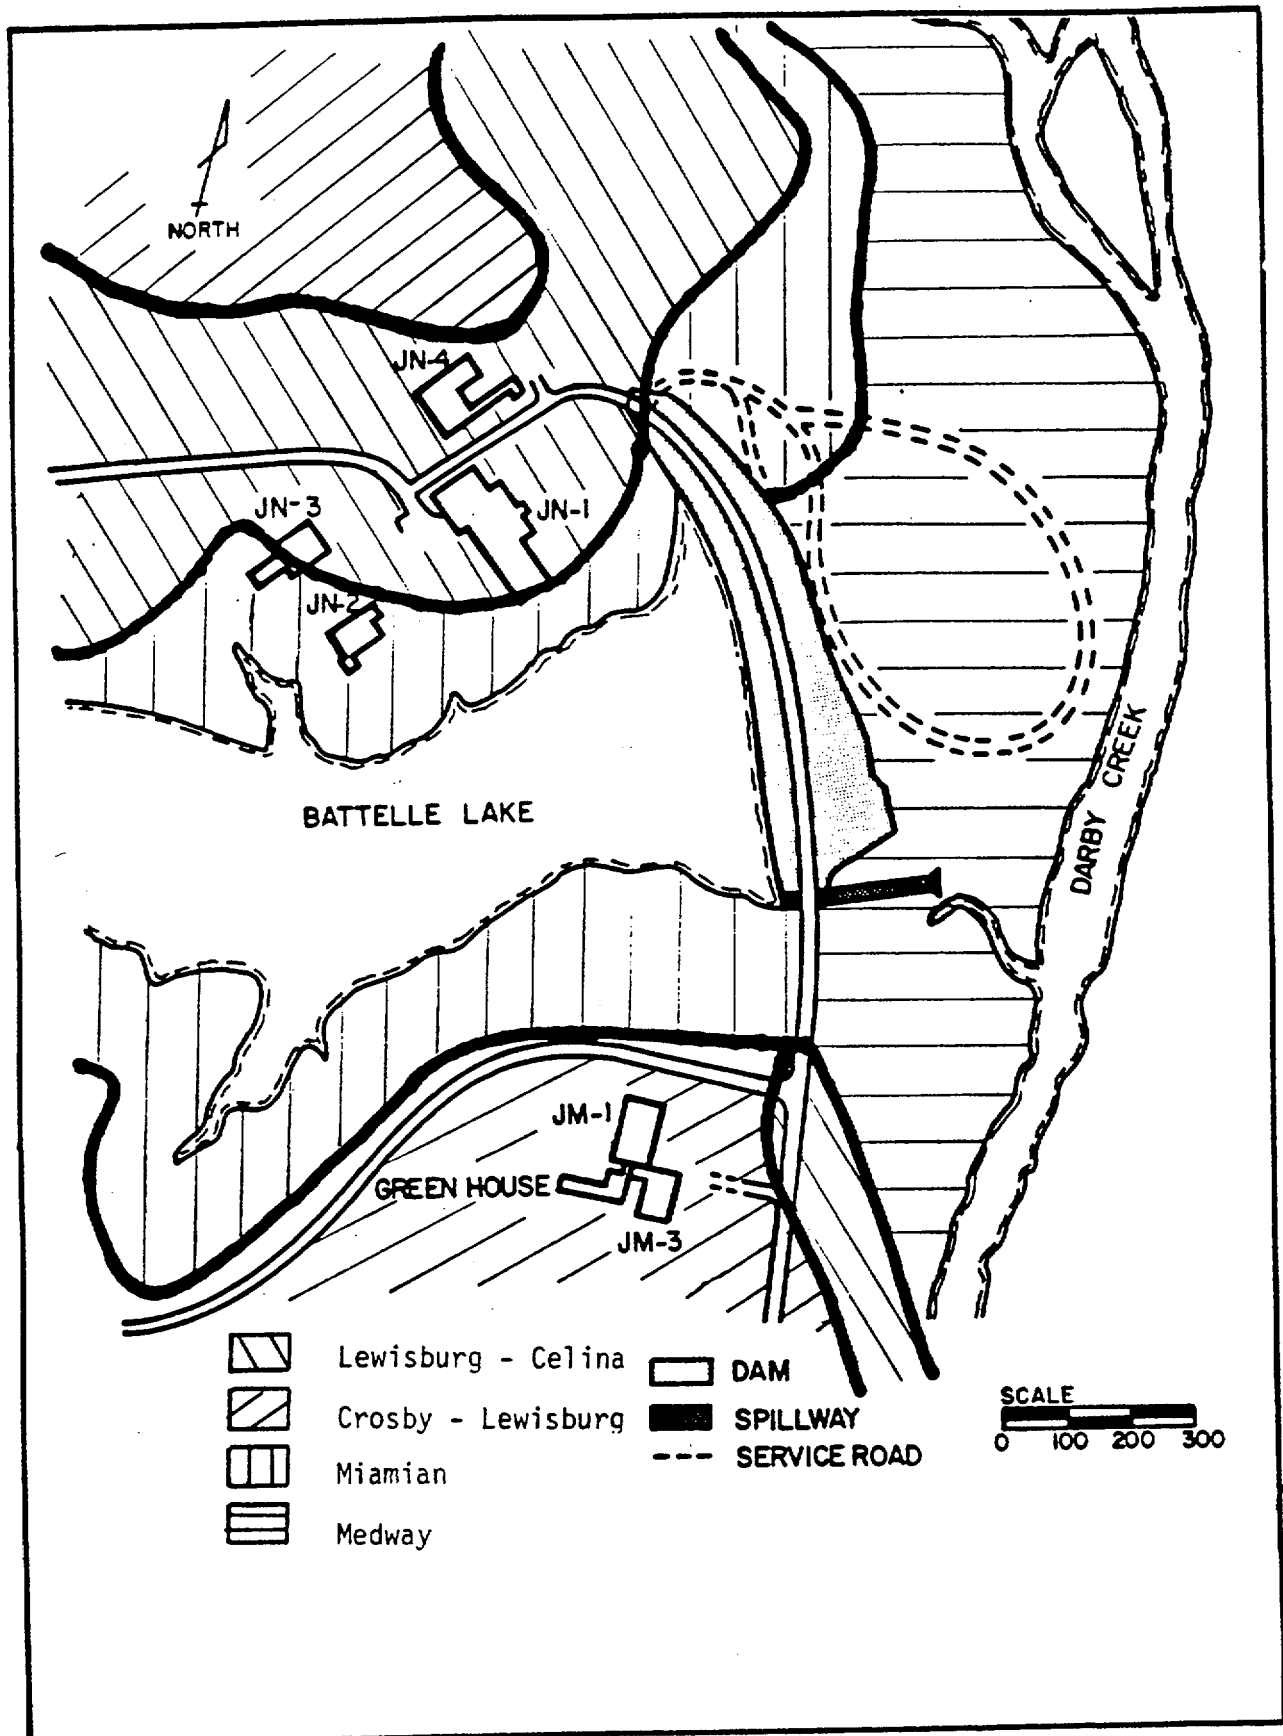 NORTH
JN-4
JN-3
JN-1
JN-2
BATTELLE LAKE
DARBY CREEK
JM-1
GREEN HOUSE
JM-3
Lewisburg - Celina
Crosby - Lewisburg
Miamian
Medway
DAM
SPILLWAY
SERVICE ROAD
SCALE
0 100 200 300